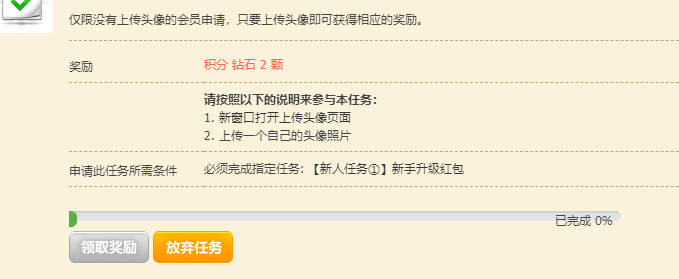 仅限没有上传头像的会员申请，只要上传头像即可获得相应的奖励。
奖励
积分 钻石 2 颗
请按照以下的说明来参与本任务：
1. 新窗口打开上传头像页面
2. 上传一个自己的头像照片
申请此任务所需条件
必须完成指定任务：【新人任务①】新手升级红包
已完成 0%
领取奖励 放弃任务